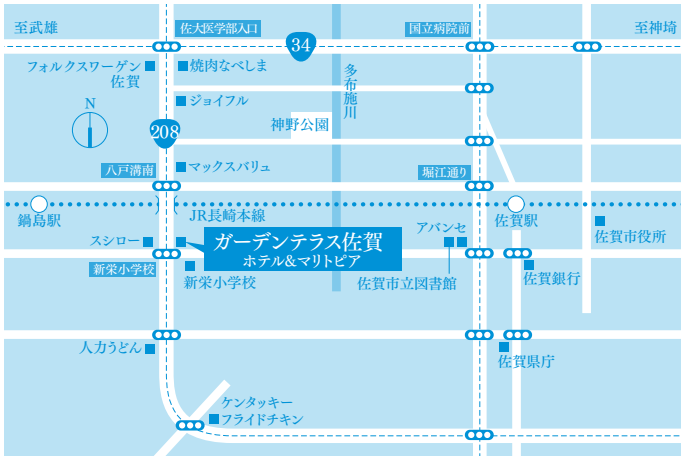 至武雄
佐大医学部入口
34
国立病院前
至神埼
フォルクスワーゲン
佐賀
焼肉なべしま
多布施川
ジョイフル
N
208
神野公園
八戸溝南
マックスバリュ
堀江通り
鍋島駅
JR長崎本線
佐賀駅
スシロー
ガーデンテラス佐賀
ホテル&マリトピア
アバンセ
佐賀市役所
新栄小学校
新栄小学校
佐賀市立図書館
佐賀銀行
人力うどん
佐賀県庁
ケンタッキー
フライドチキン